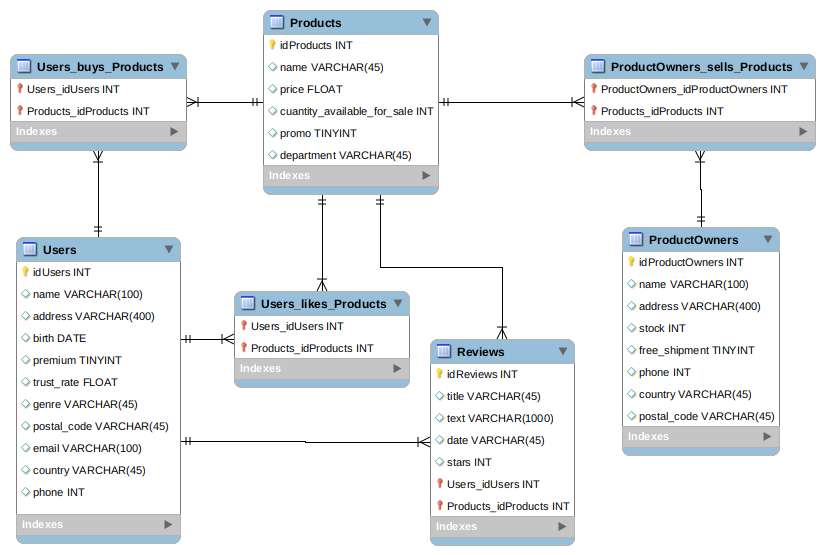 Products
idProducts INT
name VARCHAR(45)
price FLOAT
cuantity_available_for_sale INT
promo TINYINT
department VARCHAR(45)
Indexes
Users_buys_Products
Users_idUsers INT
Products_idProducts INT
Indexes
ProductOwners_sells_Products
ProductOwners_idProductOwners INT
Products_idProducts INT
Indexes
Users
idUsers INT
name VARCHAR(100)
address VARCHAR(400)
birth DATE
premium TINYINT
trust_rate FLOAT
genre VARCHAR(45)
postal_code VARCHAR(45)
email VARCHAR(100)
country VARCHAR(45)
phone INT
Indexes
Users_likes_Products
Users_idUsers INT
Products_idProducts INT
Indexes
Reviews
idReviews INT
title VARCHAR(45)
text VARCHAR(1000)
date VARCHAR(45)
stars INT
Users_idUsers INT
Products_idProducts INT
Indexes
ProductOwners
idProductOwners INT
name VARCHAR(100)
address VARCHAR(400)
stock INT
free_shipment TINYINT
phone INT
country VARCHAR(45)
postal_code VARCHAR(45)
Indexes